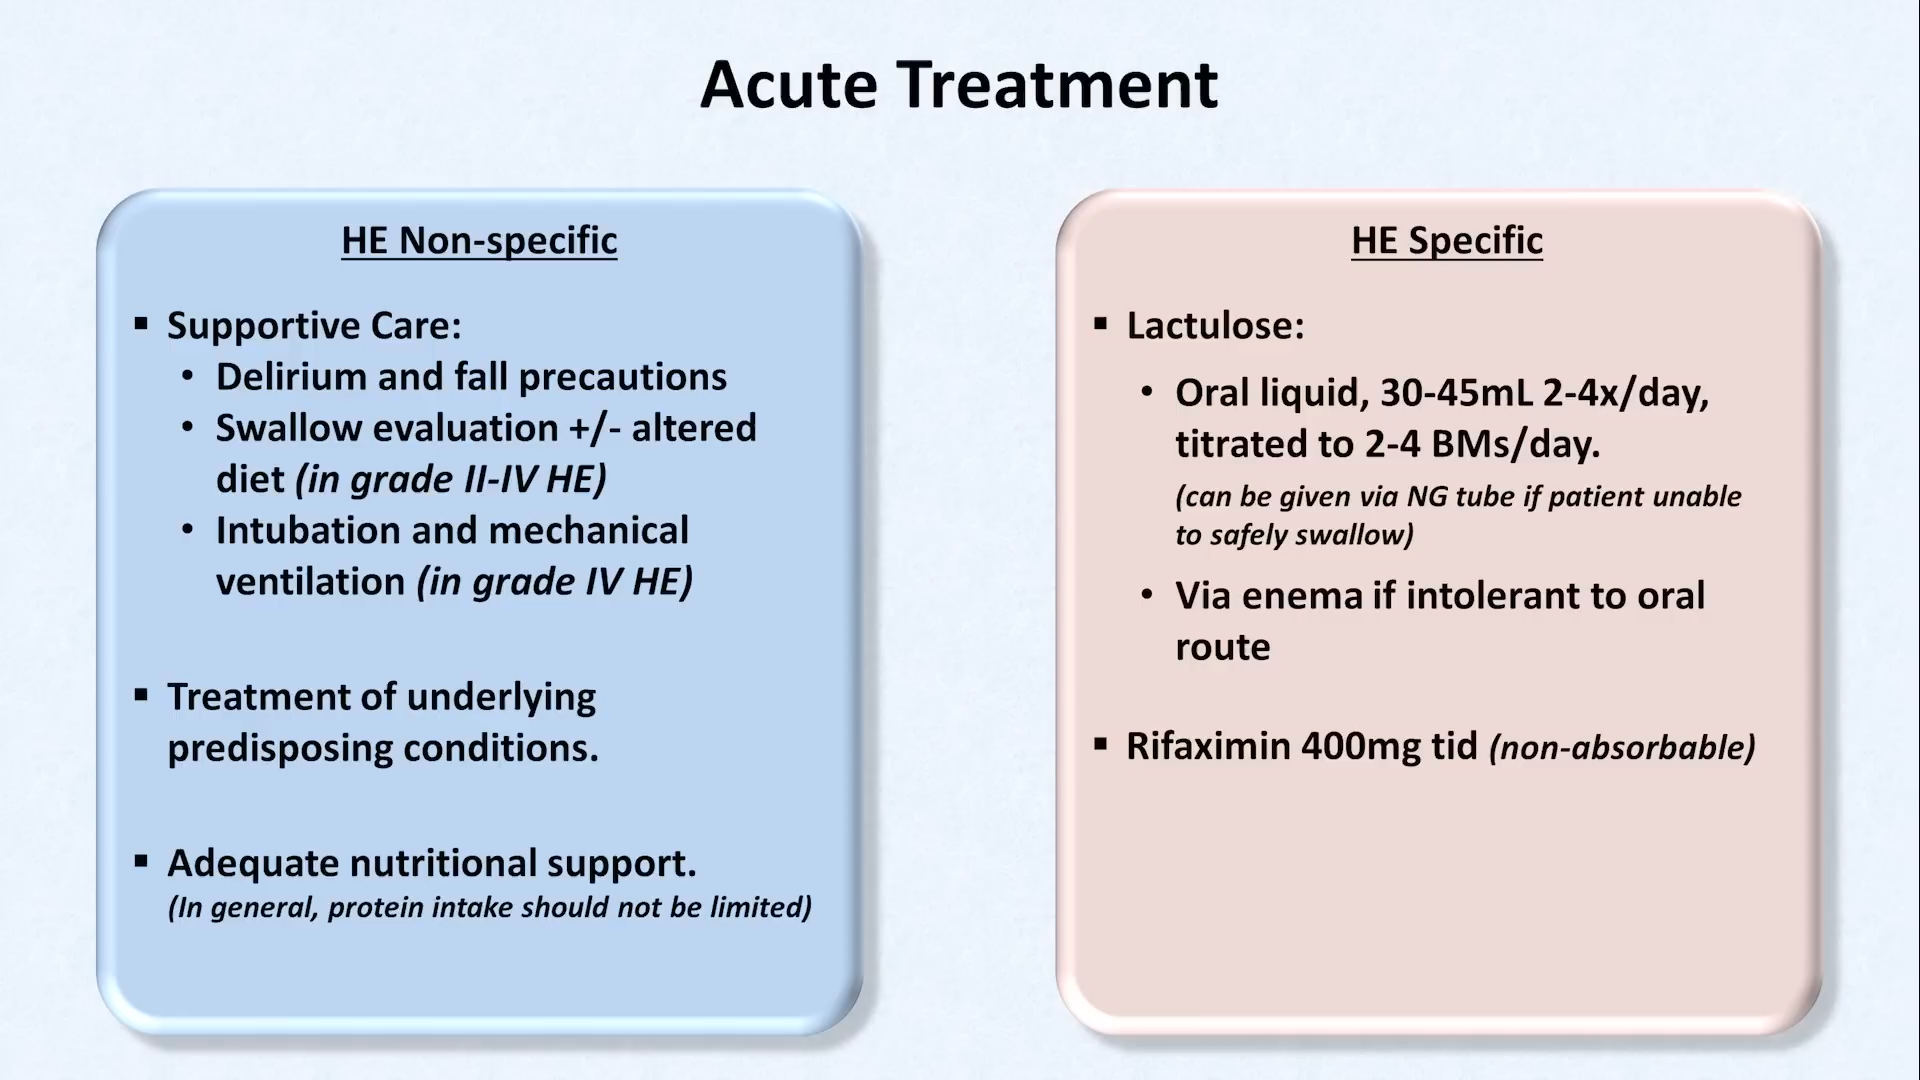 Acute Treatment
HE Non-specific
▪ Supportive Care:
• Delirium and fall precautions
• Swallow evaluation +/- altered
diet (in grade II-IV HE)
• Intubation and mechanical
ventilation (in grade IV HE)
▪ Treatment of underlying
predisposing conditions.
▪ Adequate nutritional support.
(In general, protein intake should not be limited)
HE Specific
▪ Lactulose:
• Oral liquid, 30-45mL 2-4x/day,
titrated to 2-4 BMs/day.
(can be given via NG tube if patient unable
to safely swallow)
• Via enema if intolerant to oral
route
▪ Rifaximin 400mg tid (non-absorbable)